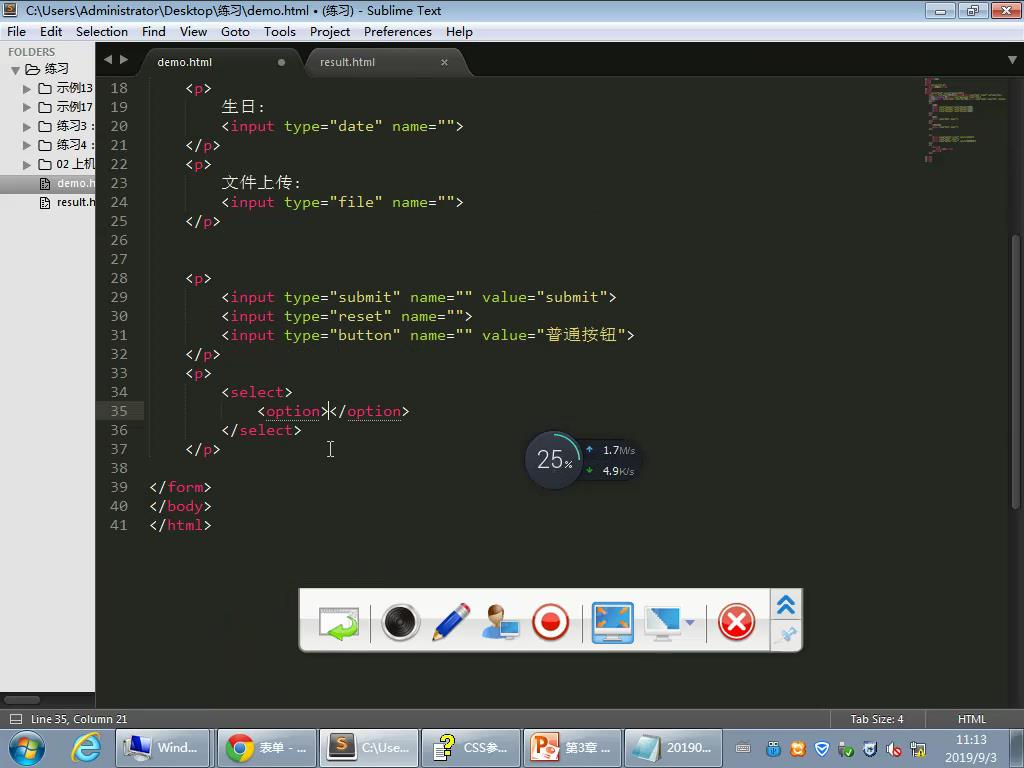 C:\Users\Administrator\Desktop\练习\demo.html • (练习) - Sublime Text
File Edit Selection Find View Goto Tools Project Preferences Help
FOLDERS
练习
示例13
示例17
练习3 :
练习4 :
02 上机
demo.h
result.h
demo.html
result.html
18 <p>
19 生日:
20 <input type="date" name="">
21 </p>
22 <p>
23 文件上传:
24 <input type="file" name="">
25 </p>
26
27
28 <p>
29 <input type="submit" name="" value="submit">
30 <input type="reset" name="">
31 <input type="button" name="" value="普通按钮">
32 </p>
33 <p>
34 <select>
35 <option></option>
36 </select>
37 </p>
38
39 </form>
40 </body>
41 </html>
25%
1.7M/s
4.9K/s
Line 35, Column 21
Tab Size: 4
HTML
Wind...
表单 - ...
C:\Use...
CSS参...
第3章 ...
20190...
11:13
2019/9/3